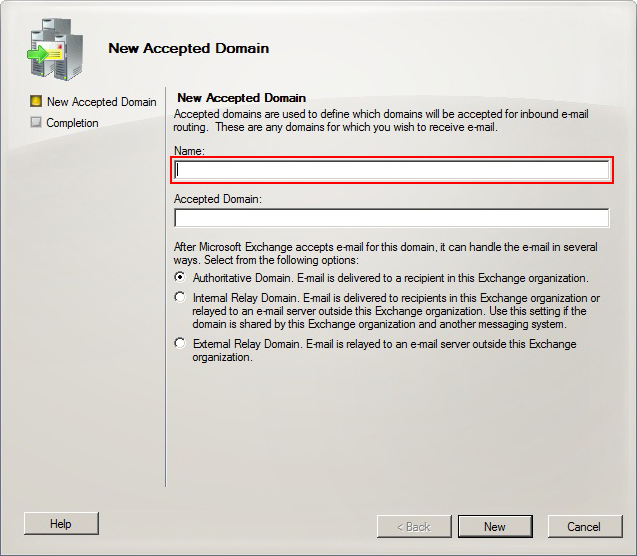 New Accepted Domain
New Accepted Domain
Completion
New Accepted Domain
Accepted domains are used to define which domains will be accepted for inbound e-mail
routing.  These are any domains for which you wish to receive e-mail.
Name:
Accepted Domain:
After Microsoft Exchange accepts e-mail for this domain, it can handle the e-mail in several
ways. Select from the following options:
Authoritative Domain. E-mail is delivered to a recipient in this Exchange organization.
Internal Relay Domain. E-mail is delivered to recipients in this Exchange organization or
relayed to an e-mail server outside this Exchange organization. Use this setting if the
domain is shared by this Exchange organization and another messaging system.
External Relay Domain. E-mail is relayed to an e-mail server outside this Exchange
organization.
Help
< Back
New
Cancel